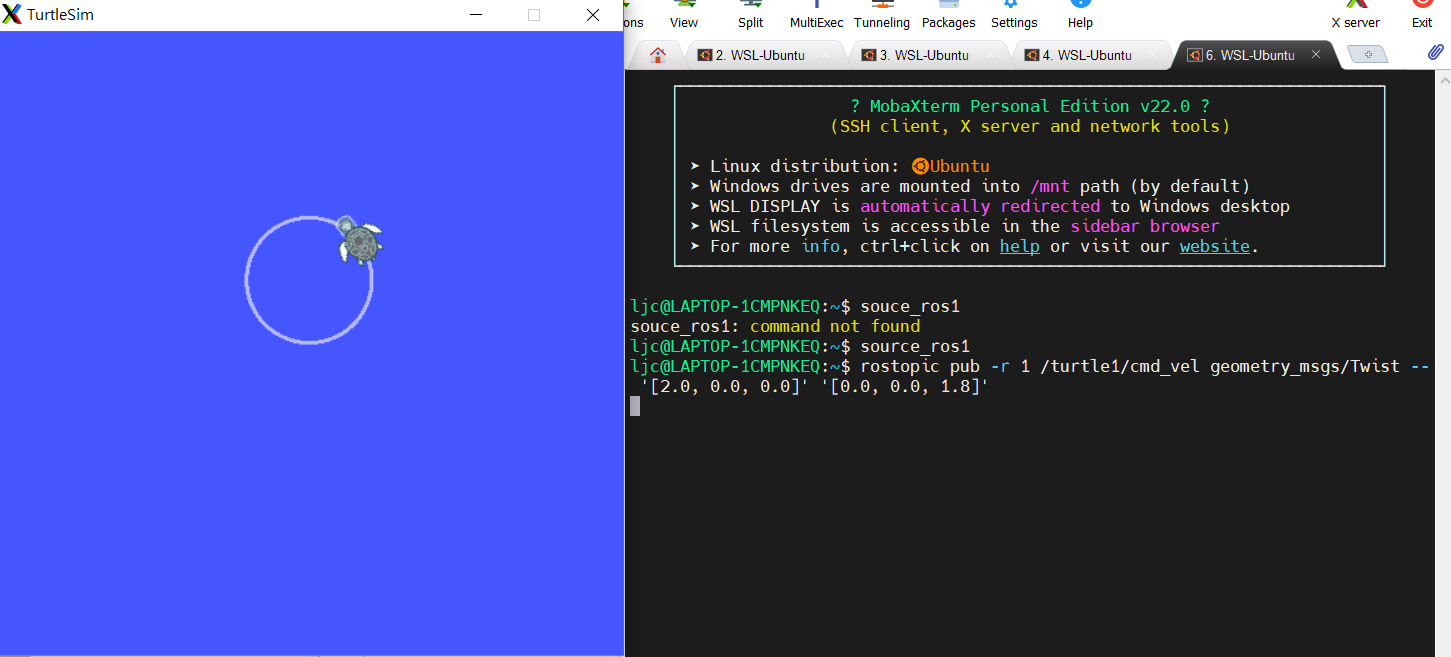 TurtleSim
ons View Split MultiExec Tunneling Packages Settings Help X server Exit
2. WSL-Ubuntu 3. WSL-Ubuntu 4. WSL-Ubuntu 6. WSL-Ubuntu
? MobaXterm Personal Edition v22.0 ?
(SSH client, X server and network tools)
➤ Linux distribution: Ubuntu
➤ Windows drives are mounted into /mnt path (by default)
➤ WSL DISPLAY is automatically redirected to Windows desktop
➤ WSL filesystem is accessible in the sidebar browser
➤ For more info, ctrl+click on help or visit our website.
ljc@LAPTOP-1CMPNKEQ:~$ souce_ros1
souce_ros1: command not found
ljc@LAPTOP-1CMPNKEQ:~$ source_ros1
ljc@LAPTOP-1CMPNKEQ:~$ rostopic pub -r 1 /turtle1/cmd_vel geometry_msgs/Twist --
'[2.0, 0.0, 0.0]' '[0.0, 0.0, 1.8]'